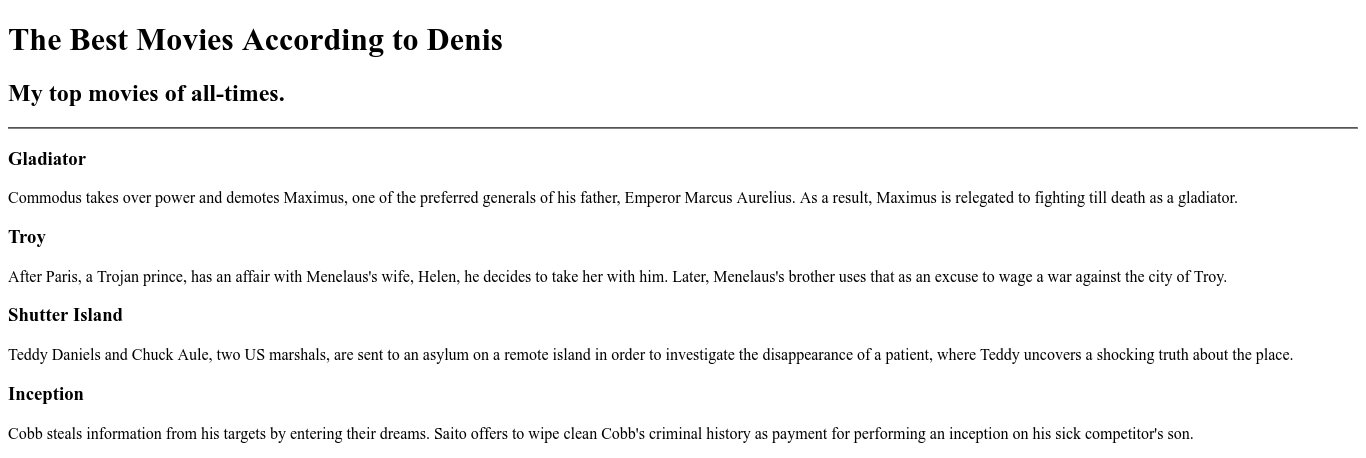 The Best Movies According to Denis
My top movies of all-times.
Gladiator
Commodus takes over power and demotes Maximus, one of the preferred generals of his father, Emperor Marcus Aurelius. As a result, Maximus is relegated to fighting till death as a gladiator.
Troy
After Paris, a Trojan prince, has an affair with Menelaus's wife, Helen, he decides to take her with him. Later, Menelaus's brother uses that as an excuse to wage a war against the city of Troy.
Shutter Island
Teddy Daniels and Chuck Aule, two US marshals, are sent to an asylum on a remote island in order to investigate the disappearance of a patient, where Teddy uncovers a shocking truth about the place.
Inception
Cobb steals information from his targets by entering their dreams. Saito offers to wipe clean Cobb's criminal history as payment for performing an inception on his sick competitor's son.